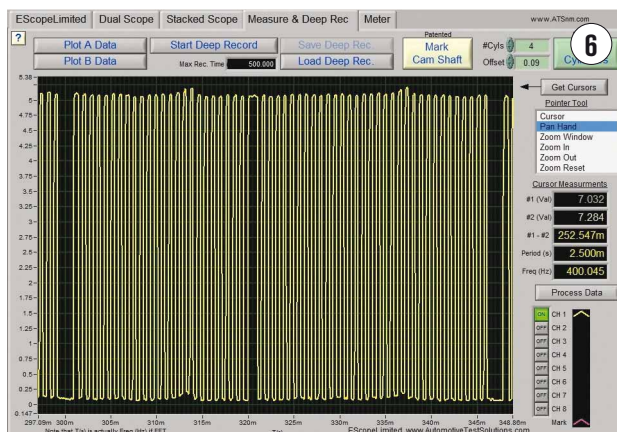 EScopeLimited Dual Scope Stacked Scope Measure & Deep Rec Meter www.ATSnm.com
? Plot A Data Start Deep Record Save Deep Rec. Patented Mark Cam Shaft #Cyls 4 6
Plot B Data Max Rec. Time 500.000 Load Deep Rec. Offset 0.09
5.38
5
4.75
4.5
4.25
4
3.75
3.5
3.25
3
2.75
2.5
2.25
2
1.75
1.5
1.25
1
0.75
0.5
0.25
0
0.147
297.09m 300m 305m 310m 315m 320m 325m 330m 335m 340m 345m 348.88m
Note that T(s) is actually Freq (Hz) if FFT EScopeLimited www.AutomotiveTestSolutions.com
Get Cursors
Pointer Tool
Cursor
Pan Hand
Zoom Window
Zoom In
Zoom Out
Zoom Reset
Cursor Measurments
#1 (Val) 7.032
#2 (Val) 7.284
#1 - #2 252.547m
Period (s) 2.500m
Freq (Hz) 400.045
Process Data
ON CH 1
OFF CH 2
OFF CH 3
OFF CH 4
OFF CH 5
OFF CH 6
OFF CH 7
OFF CH 8
Mark